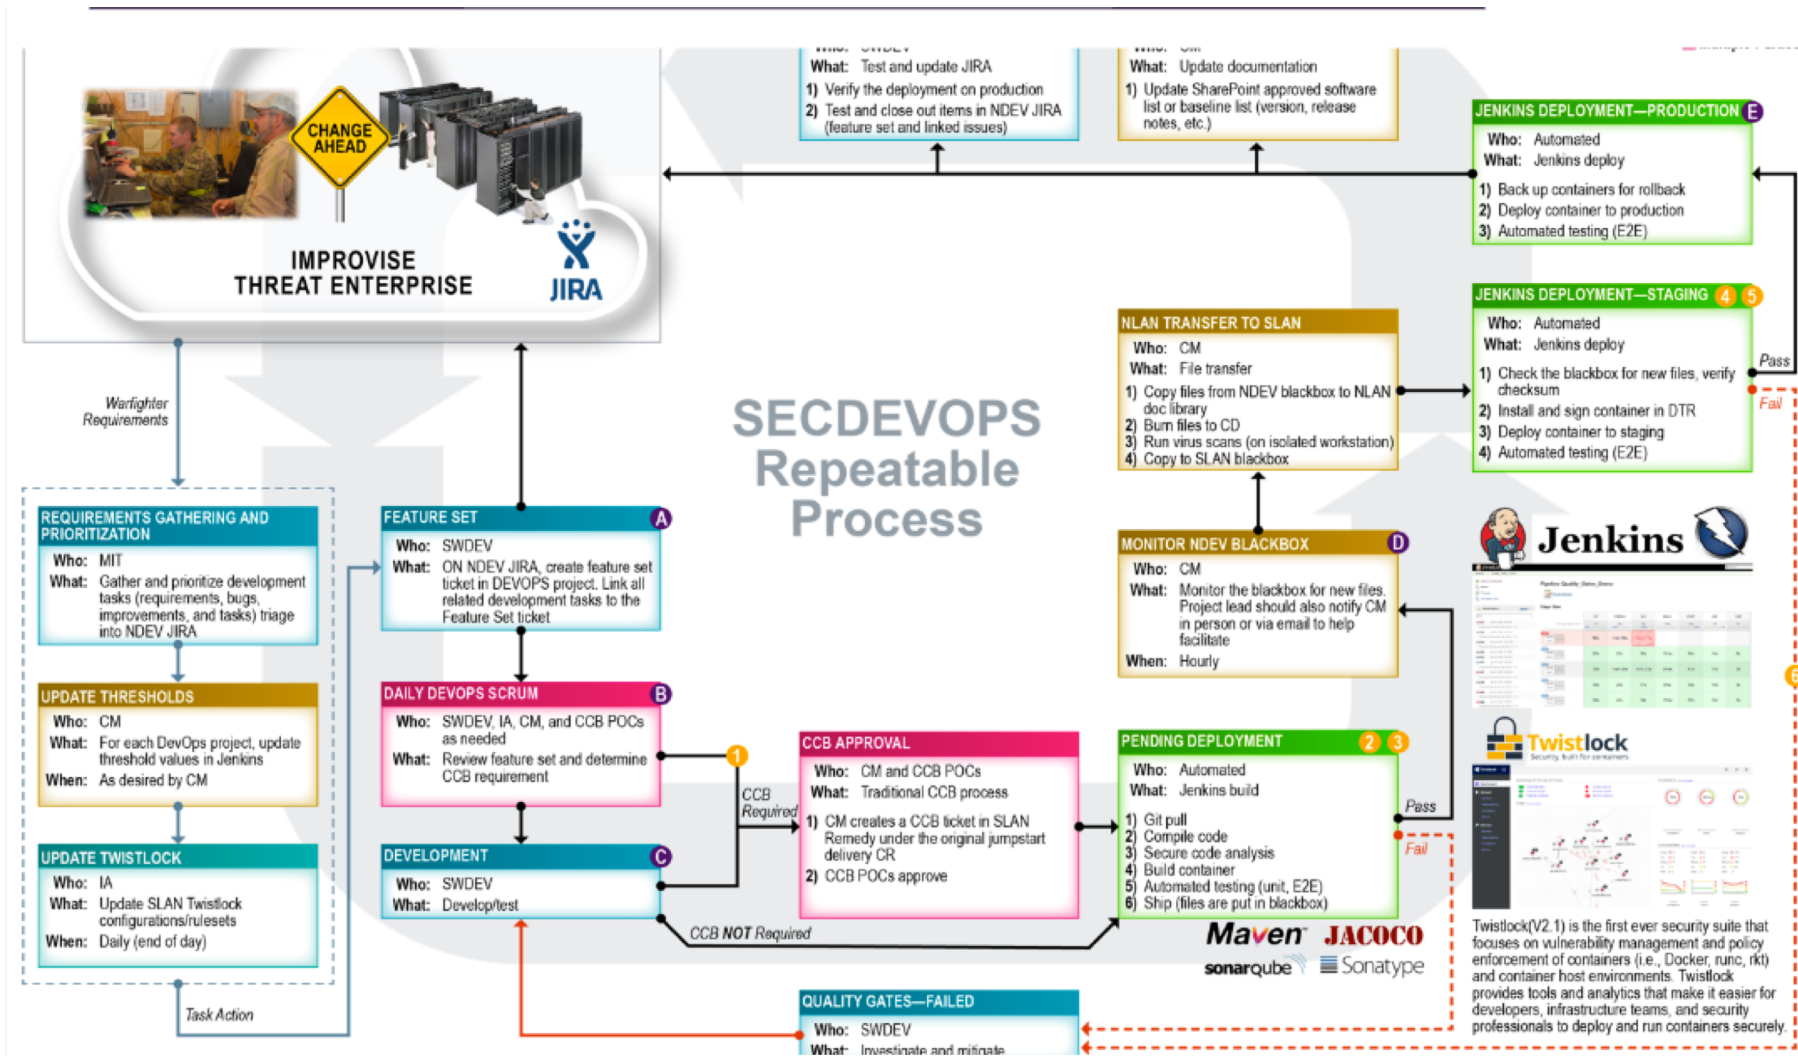 Who: SWDEV
What: Test and update JIRA
1) Verify the deployment on production
2) Test and close out items in NDEV JIRA
(feature set and linked issues)
Who: CM
What: Update documentation
1) Update SharePoint approved software
list or baseline list (version, release
notes, etc.)
JENKINS DEPLOYMENT—PRODUCTION E
Who: Automated
What: Jenkins deploy
1) Back up containers for rollback
2) Deploy container to production
3) Automated testing (E2E)
CHANGE
AHEAD
IMPROVISE
THREAT ENTERPRISE
JIRA
JENKINS DEPLOYMENT—STAGING 4 5
Who: Automated
What: Jenkins deploy
1) Check the blackbox for new files, verify
checksum
2) Install and sign container in DTR
3) Deploy container to staging
4) Automated testing (E2E)
Pass
Fail
NLAN TRANSFER TO SLAN
Who: CM
What: File transfer
1) Copy files from NDEV blackbox to NLAN
doc library
2) Burn files to CD
3) Run virus scans (on isolated workstation)
4) Copy to SLAN blackbox
Warfighter
Requirements
SECDEVOPS
Repeatable
Process
REQUIREMENTS GATHERING AND
PRIORITIZATION
Who: MIT
What: Gather and prioritize development
tasks (requirements, bugs,
improvements, and tasks) triage
into NDEV JIRA
FEATURE SET A
Who: SWDEV
What: ON NDEV JIRA, create feature set
ticket in DEVOPS project. Link all
related development tasks to the
Feature Set ticket
MONITOR NDEV BLACKBOX D
Who: CM
What: Monitor the blackbox for new files.
Project lead should also notify CM
in person or via email to help
facilitate
When: Hourly
Jenkins
6
UPDATE THRESHOLDS
Who: CM
What: For each DevOps project, update
threshold values in Jenkins
When: As desired by CM
DAILY DEVOPS SCRUM B
Who: SWDEV, IA, CM, and CCB POCs
as needed
What: Review feature set and determine
CCB requirement
1
CCB
Required
CCB APPROVAL
Who: CM and CCB POCs
What: Traditional CCB process
1) CM creates a CCB ticket in SLAN
Remedy under the original jumpstart
delivery CR
2) CCB POCs approve
PENDING DEPLOYMENT 2 3
Who: Automated
What: Jenkins build
1) Git pull
2) Compile code
3) Secure code analysis
4) Build container
5) Automated testing (unit, E2E)
6) Ship (files are put in blackbox)
Pass
Fail
Twistlock
Security, built for containers
UPDATE TWISTLOCK
Who: IA
What: Update SLAN Twistlock
configurations/rulesets
When: Daily (end of day)
DEVELOPMENT C
Who: SWDEV
What: Develop/test
CCB NOT Required
Maven JACOCO
sonarqube Sonatype
Twistlock(V2.1) is the first ever security suite that
focuses on vulnerability management and policy
enforcement of containers (i.e., Docker, runc, rkt)
and container host environments. Twistlock
provides tools and analytics that make it easier for
developers, infrastructure teams, and security
professionals to deploy and run containers securely.
Task Action
QUALITY GATES—FAILED
Who: SWDEV
What: Investigate and mitigate